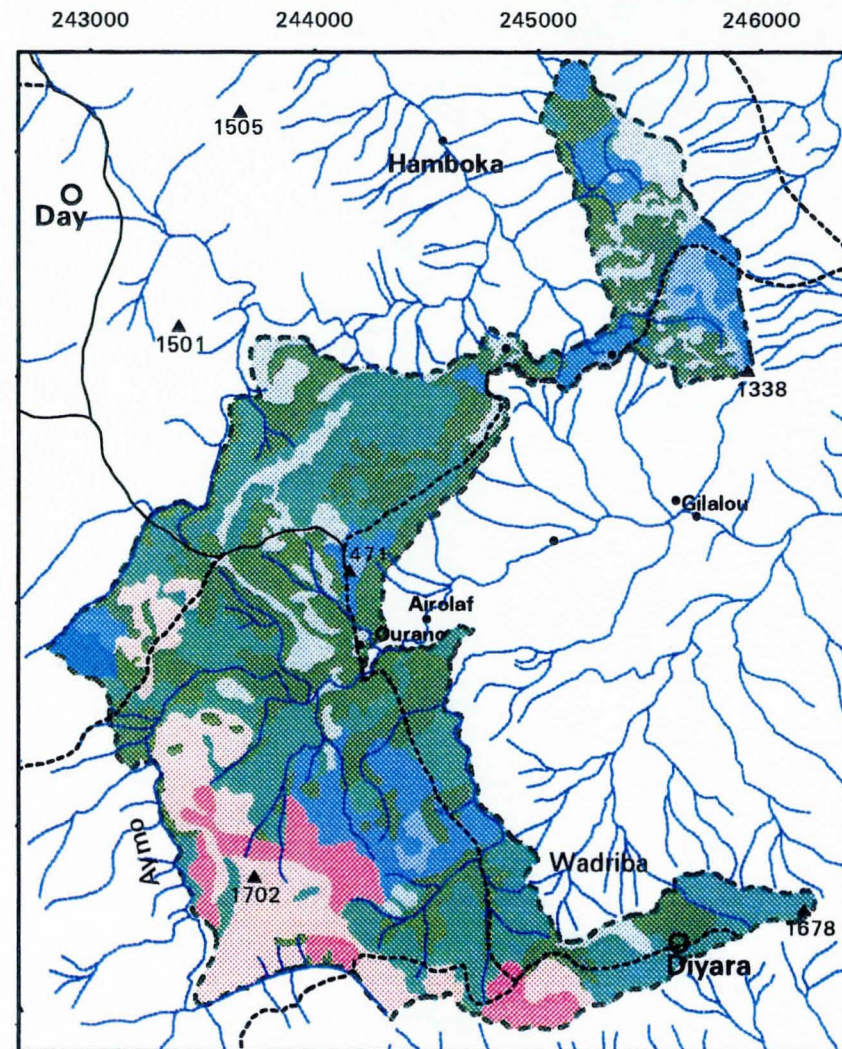 243000 244000 245000 246000
1505
Hamboka
Day
1501
1338
Gilalou
471
Airolaf
Ourano
Aymo
1702
Wadriba
1678
Diyara